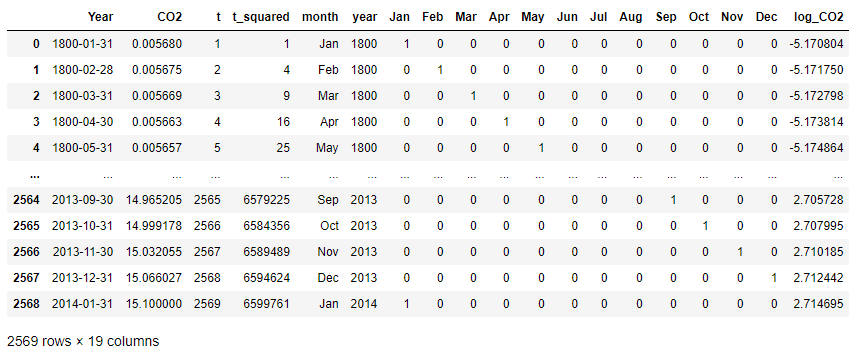 Year CO2 t t_squared month year Jan Feb Mar Apr May Jun Jul Aug Sep Oct Nov Dec log_CO2
0 1800-01-31 0.005680 1 1 Jan 1800 1 0 0 0 0 0 0 0 0 0 0 0 -5.170804
1 1800-02-28 0.005675 2 4 Feb 1800 0 1 0 0 0 0 0 0 0 0 0 0 -5.171750
2 1800-03-31 0.005669 3 9 Mar 1800 0 0 1 0 0 0 0 0 0 0 0 0 -5.172798
3 1800-04-30 0.005663 4 16 Apr 1800 0 0 0 1 0 0 0 0 0 0 0 0 -5.173814
4 1800-05-31 0.005657 5 25 May 1800 0 0 0 0 1 0 0 0 0 0 0 0 -5.174864
... ... ... ... ... ... ... ... ... ... ... ... ... ... ... ... ... ... ... ...
2564 2013-09-30 14.965205 2565 6579225 Sep 2013 0 0 0 0 0 0 0 0 1 0 0 0 2.705728
2565 2013-10-31 14.999178 2566 6584356 Oct 2013 0 0 0 0 0 0 0 0 0 1 0 0 2.707995
2566 2013-11-30 15.032055 2567 6589489 Nov 2013 0 0 0 0 0 0 0 0 0 0 1 0 2.710185
2567 2013-12-31 15.066027 2568 6594624 Dec 2013 0 0 0 0 0 0 0 0 0 0 0 1 2.712442
2568 2014-01-31 15.100000 2569 6599761 Jan 2014 1 0 0 0 0 0 0 0 0 0 0 0 2.714695
2569 rows × 19 columns